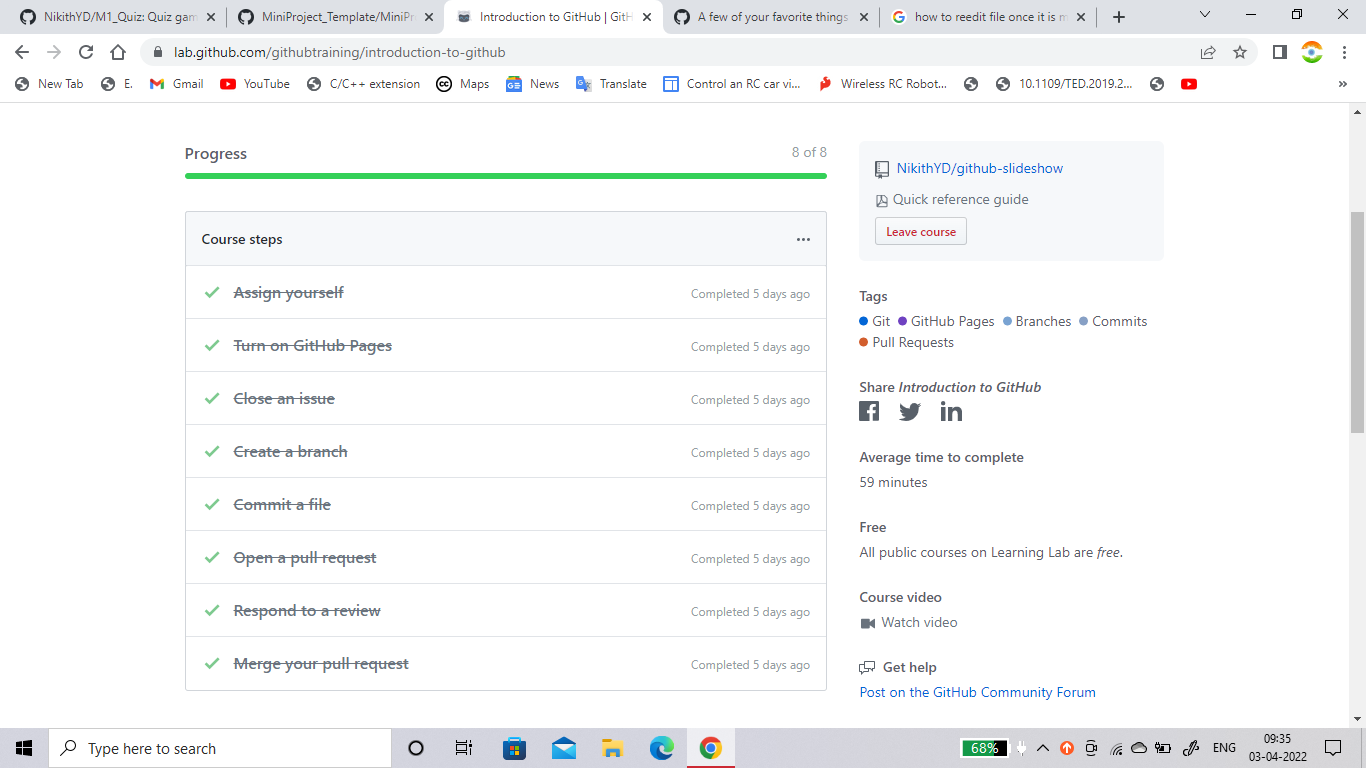 NikithYD/M1_Quiz: Quiz gam
MiniProject_Template/MiniPr
Introduction to GitHub | GitH
A few of your favorite things
how to reedit file once it is m
lab.github.com/githubtraining/introduction-to-github
New Tab
E.
Gmail
YouTube
C/C++ extension
Maps
News
Translate
Control an RC car vi...
Wireless RC Robot...
10.1109/TED.2019.2...
Progress
8 of 8
Course steps
Assign yourself
Completed 5 days ago
Turn on GitHub Pages
Completed 5 days ago
Close an issue
Completed 5 days ago
Create a branch
Completed 5 days ago
Commit a file
Completed 5 days ago
Open a pull request
Completed 5 days ago
Respond to a review
Completed 5 days ago
Merge your pull request
Completed 5 days ago
NikithYD/github-slideshow
Quick reference guide
Leave course
Tags
Git GitHub Pages Branches Commits
Pull Requests
Share Introduction to GitHub
Average time to complete
59 minutes
Free
All public courses on Learning Lab are free.
Course video
Watch video
Get help
Post on the GitHub Community Forum
Type here to search
68%
ENG
09:35
03-04-2022